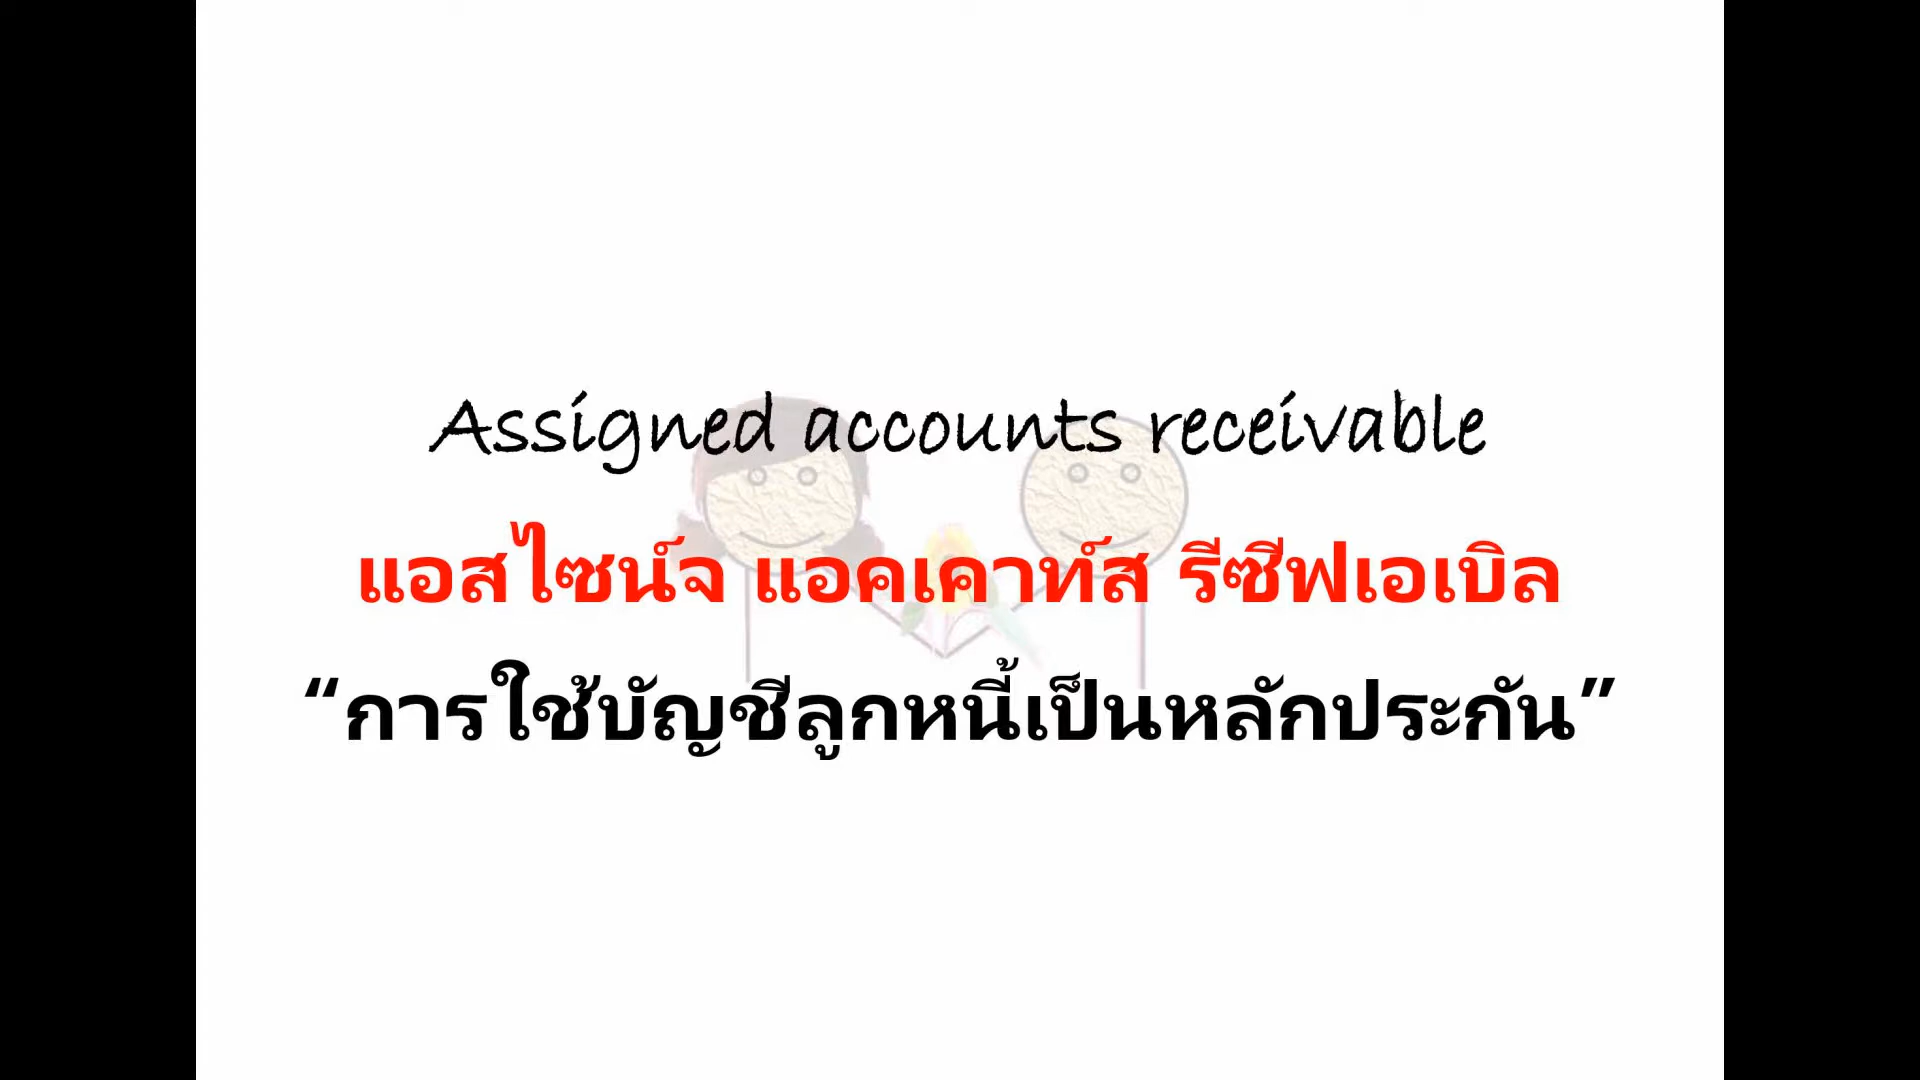 Assigned accounts receivable
แอสไซน์จ แอคเคาท์ส รีซีฟเอเบิล
“การใช้บัญชีลูกหนี้เป็นหลักประกัน”